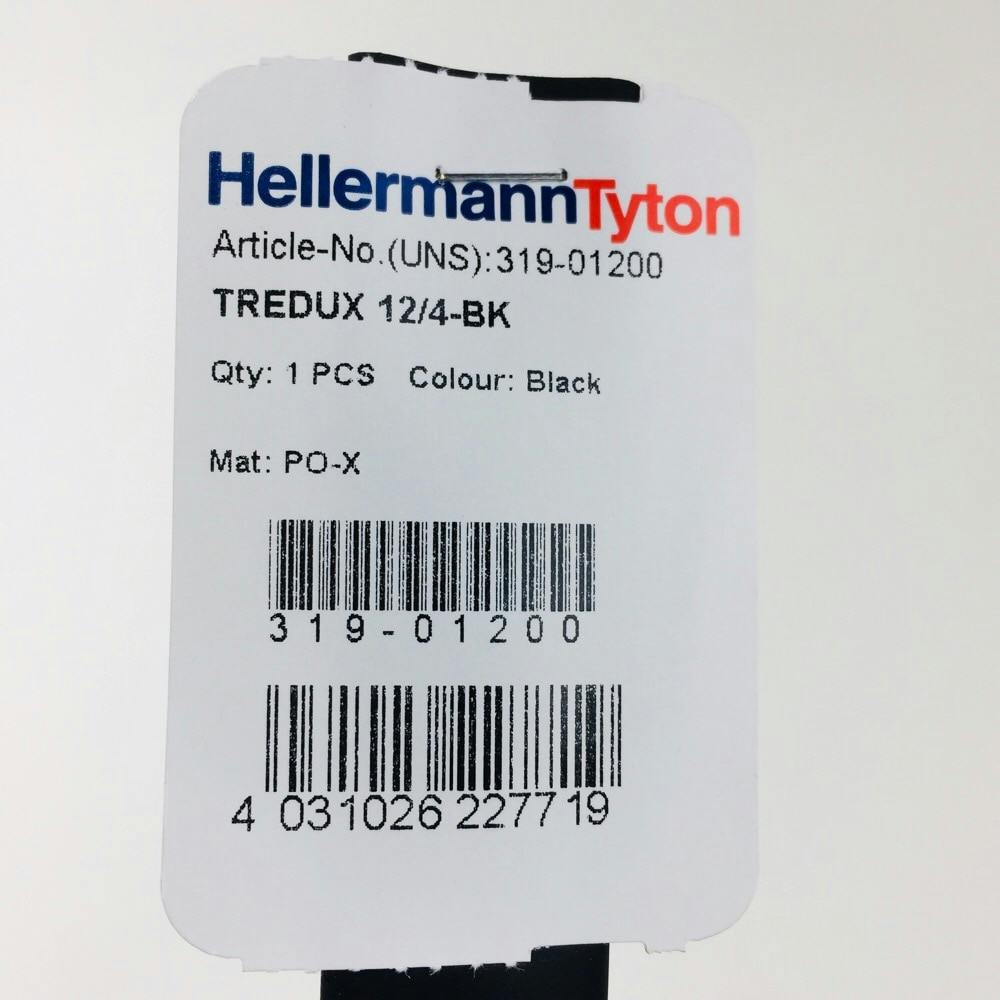 HellermannTyton
Article-No.(UNS):319-01200
TREDUX 12/4-BK
Qty: 1 PCS Colour: Black
Mat: PO-X
319-01200
4 031026 227719